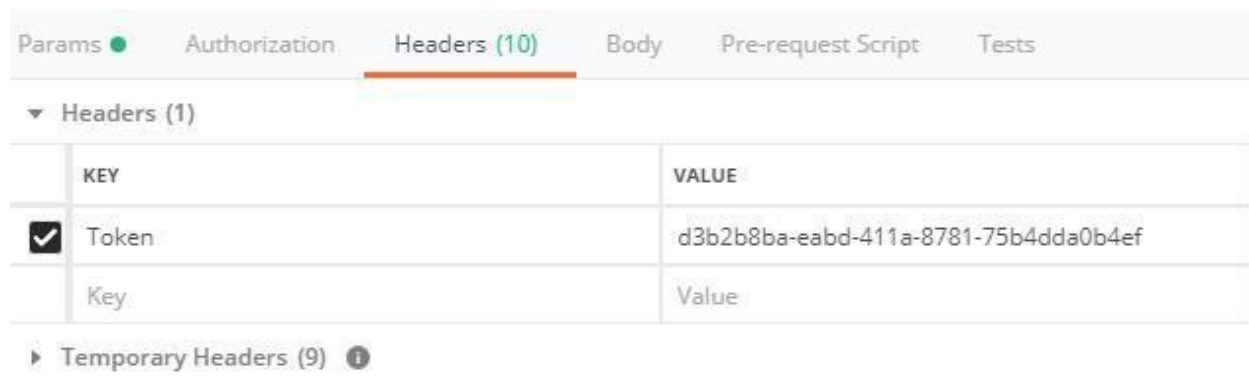 Params Authorization Headers (10) Body Pre-request Script Tests
Headers (1)
KEY VALUE
Token d3b2b8ba-eabd-411a-8781-75b4dda0b4ef
Key Value
Temporary Headers (9) i